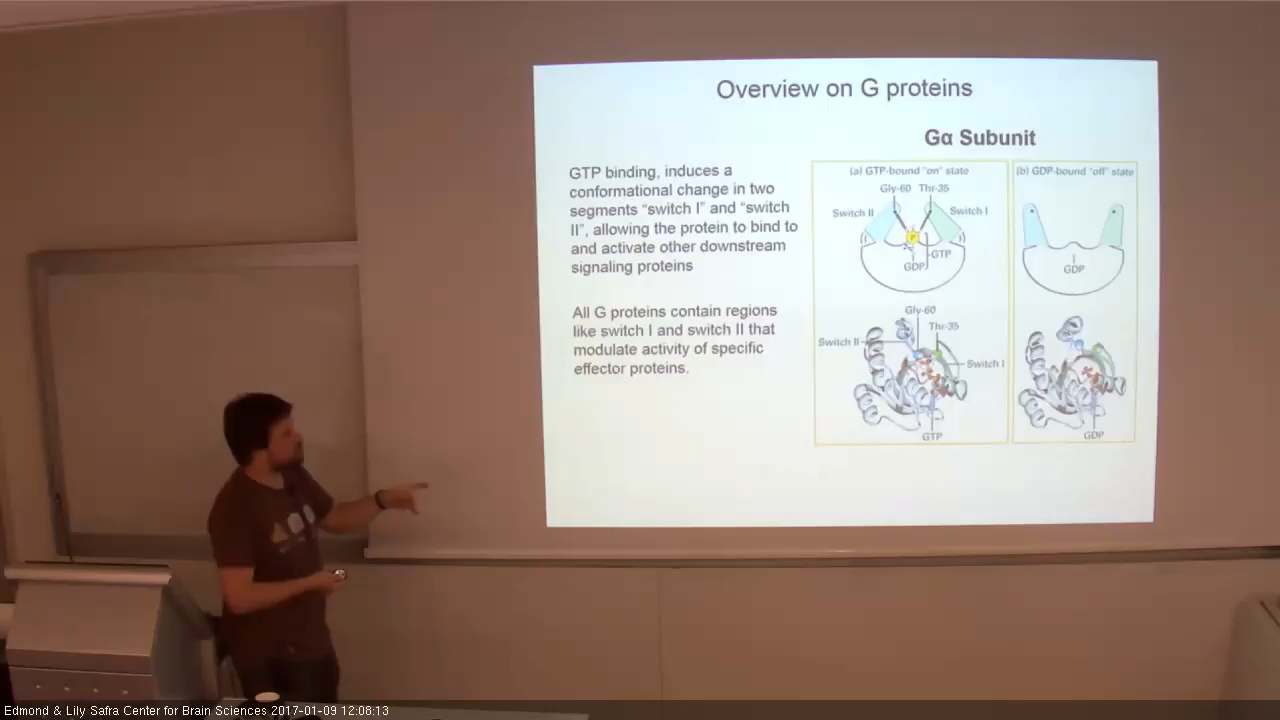 Overview on G proteins
Gα Subunit
GTP binding, induces a
conformational change in two
segments “switch I” and “switch
II”, allowing the protein to bind to
and activate other downstream
signaling proteins
All G proteins contain regions
like switch I and switch II that
modulate activity of specific
effector proteins.
(a) GTP-bound “on” state
Gly-60 Thr-35
Switch II
Switch I
P
GTP
GDP
Gly-60
Thr-35
Switch II
Switch I
GTP
(b) GDP-bound “off” state
GDP
GDP
Edmond & Lily Safra Center for Brain Sciences 2017-01-09 12:08:13